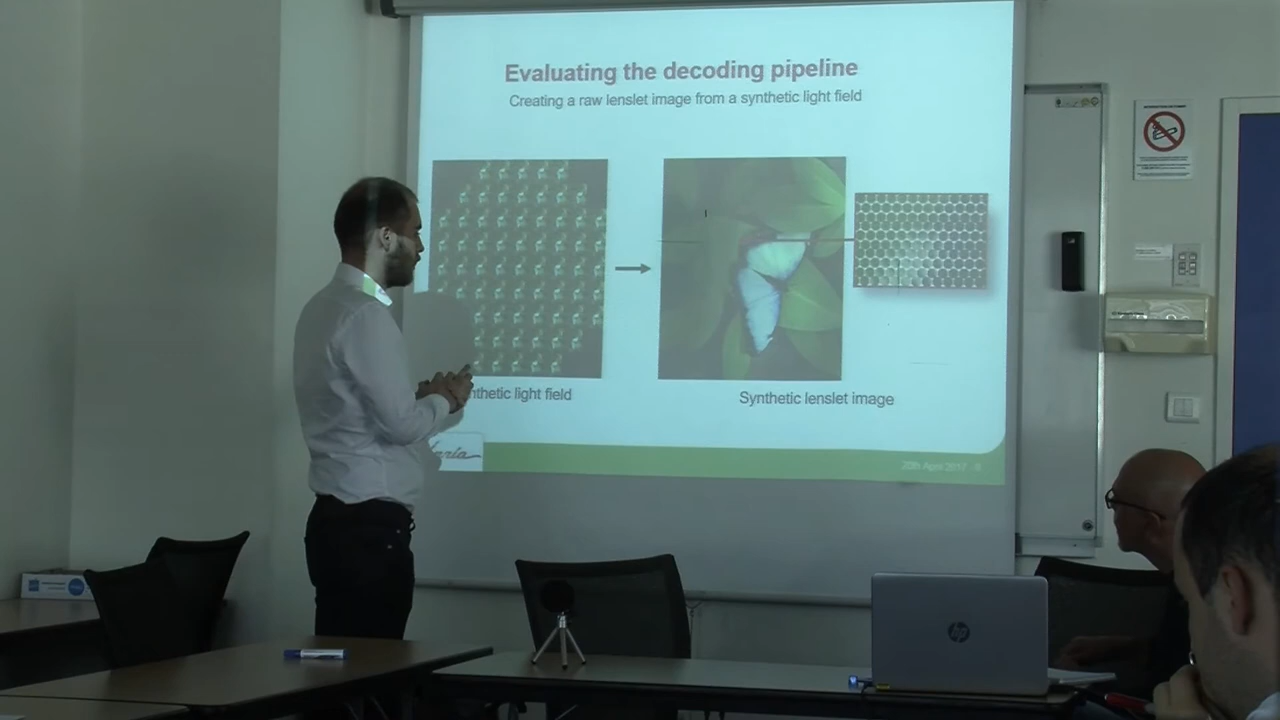 Evaluating the decoding pipeline
Creating a raw lenslet image from a synthetic light field
nthetic light field
Synthetic lenslet image
20th April 2017 -
hp